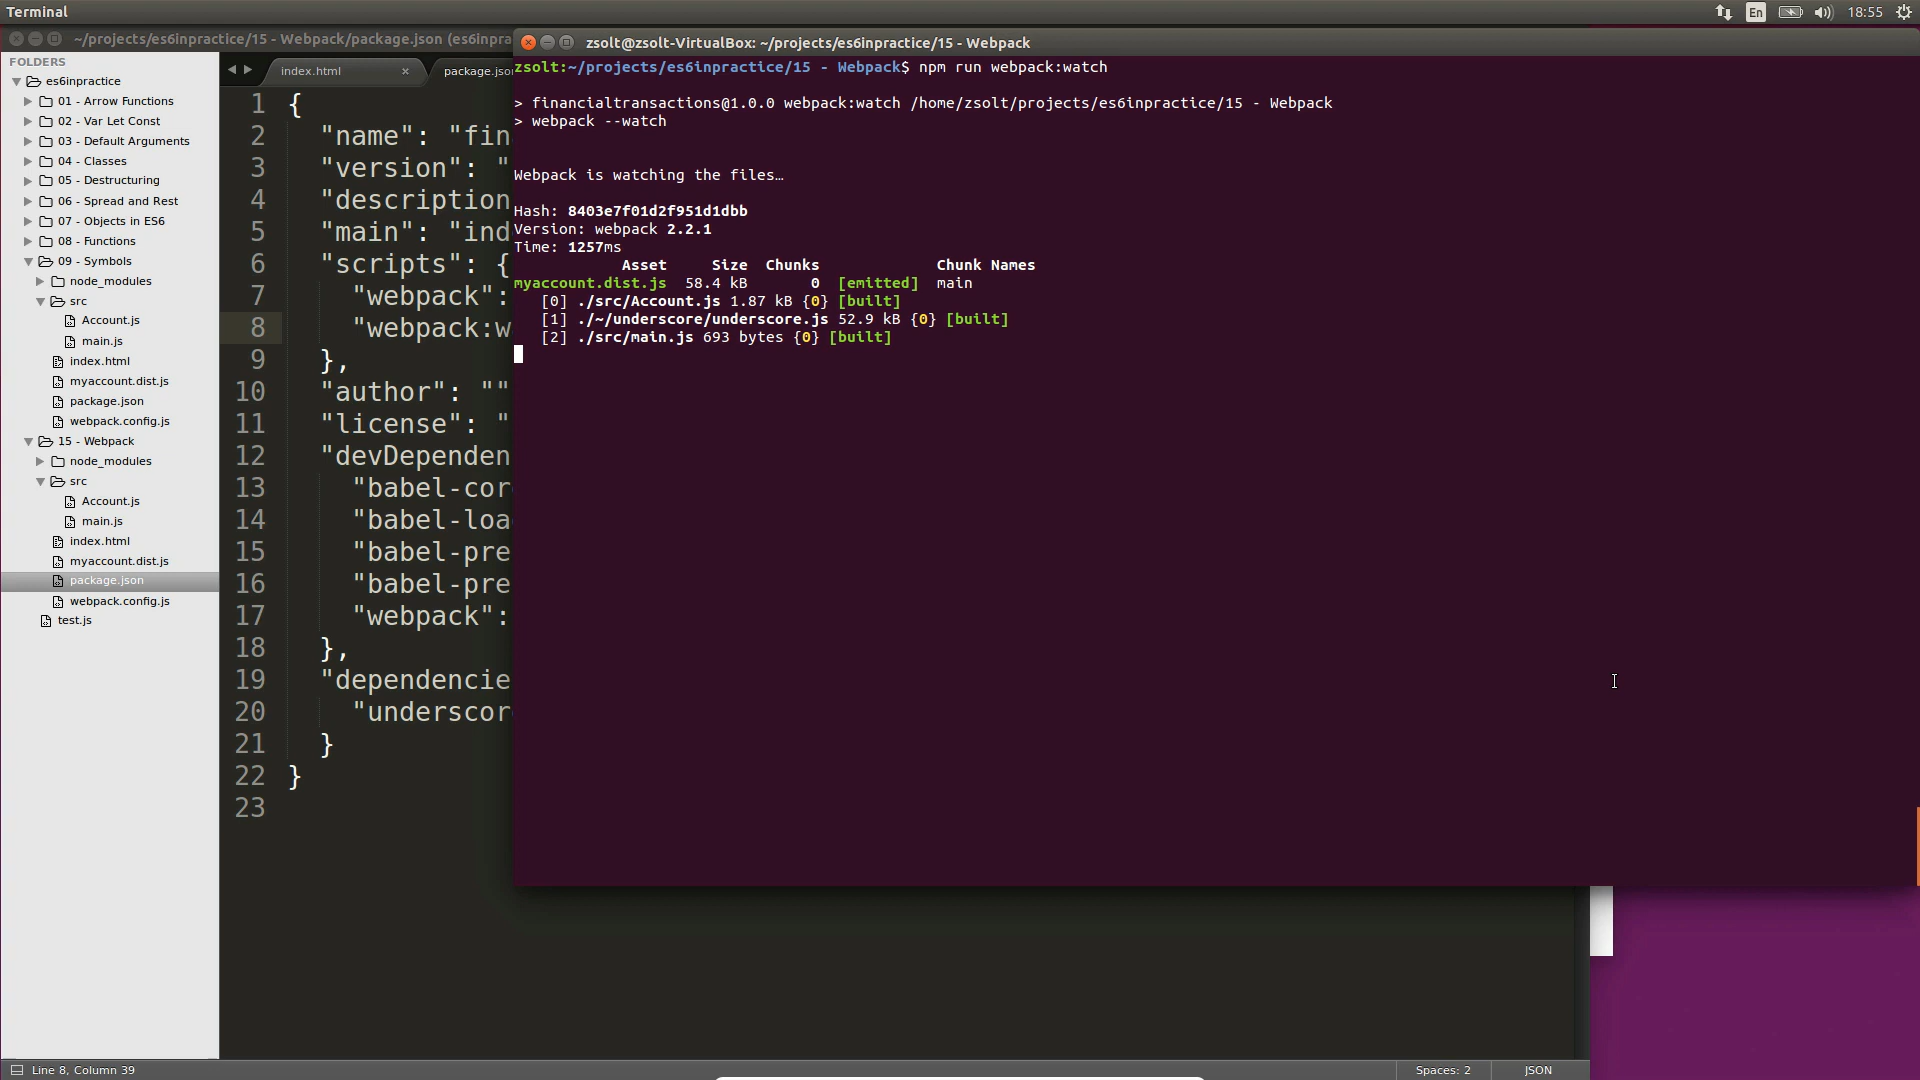 Terminal
En
18:55
~/projects/es6inpractice/15 - Webpack/package.json (es6inpra
FOLDERS
es6inpractice
01 - Arrow Functions
02 - Var Let Const
03 - Default Arguments
04 - Classes
05 - Destructuring
06 - Spread and Rest
07 - Objects in ES6
08 - Functions
09 - Symbols
node_modules
src
Account.js
main.js
index.html
myaccount.dist.js
package.json
webpack.config.js
15 - Webpack
node_modules
src
Account.js
main.js
index.html
myaccount.dist.js
package.json
webpack.config.js
test.js
index.html ×
package.jso
1 {
2 "name": "fin
3 "version": "
4 "description
5 "main": "ind
6 "scripts": {
7 "webpack":
8 "webpack:w
9 },
10 "author": ""
11 "license": "
12 "devDependen
13 "babel-cor
14 "babel-loa
15 "babel-pre
16 "babel-pre
17 "webpack":
18 },
19 "dependencie
20 "underscor
21 }
22 }
23
zsolt@zsolt-VirtualBox: ~/projects/es6inpractice/15 - Webpack
zsolt:~/projects/es6inpractice/15 - Webpack$ npm run webpack:watch
> financialtransactions@1.0.0 webpack:watch /home/zsolt/projects/es6inpractice/15 - Webpack
> webpack --watch
Webpack is watching the files…
Hash: 8403e7f01d2f951d1dbb
Version: webpack 2.2.1
Time: 1257ms
Asset Size Chunks Chunk Names
myaccount.dist.js 58.4 kB 0 [emitted] main
[0] ./src/Account.js 1.87 kB {0} [built]
[1] ./~/underscore/underscore.js 52.9 kB {0} [built]
[2] ./src/main.js 693 bytes {0} [built]
Line 8, Column 39
Spaces: 2
JSON